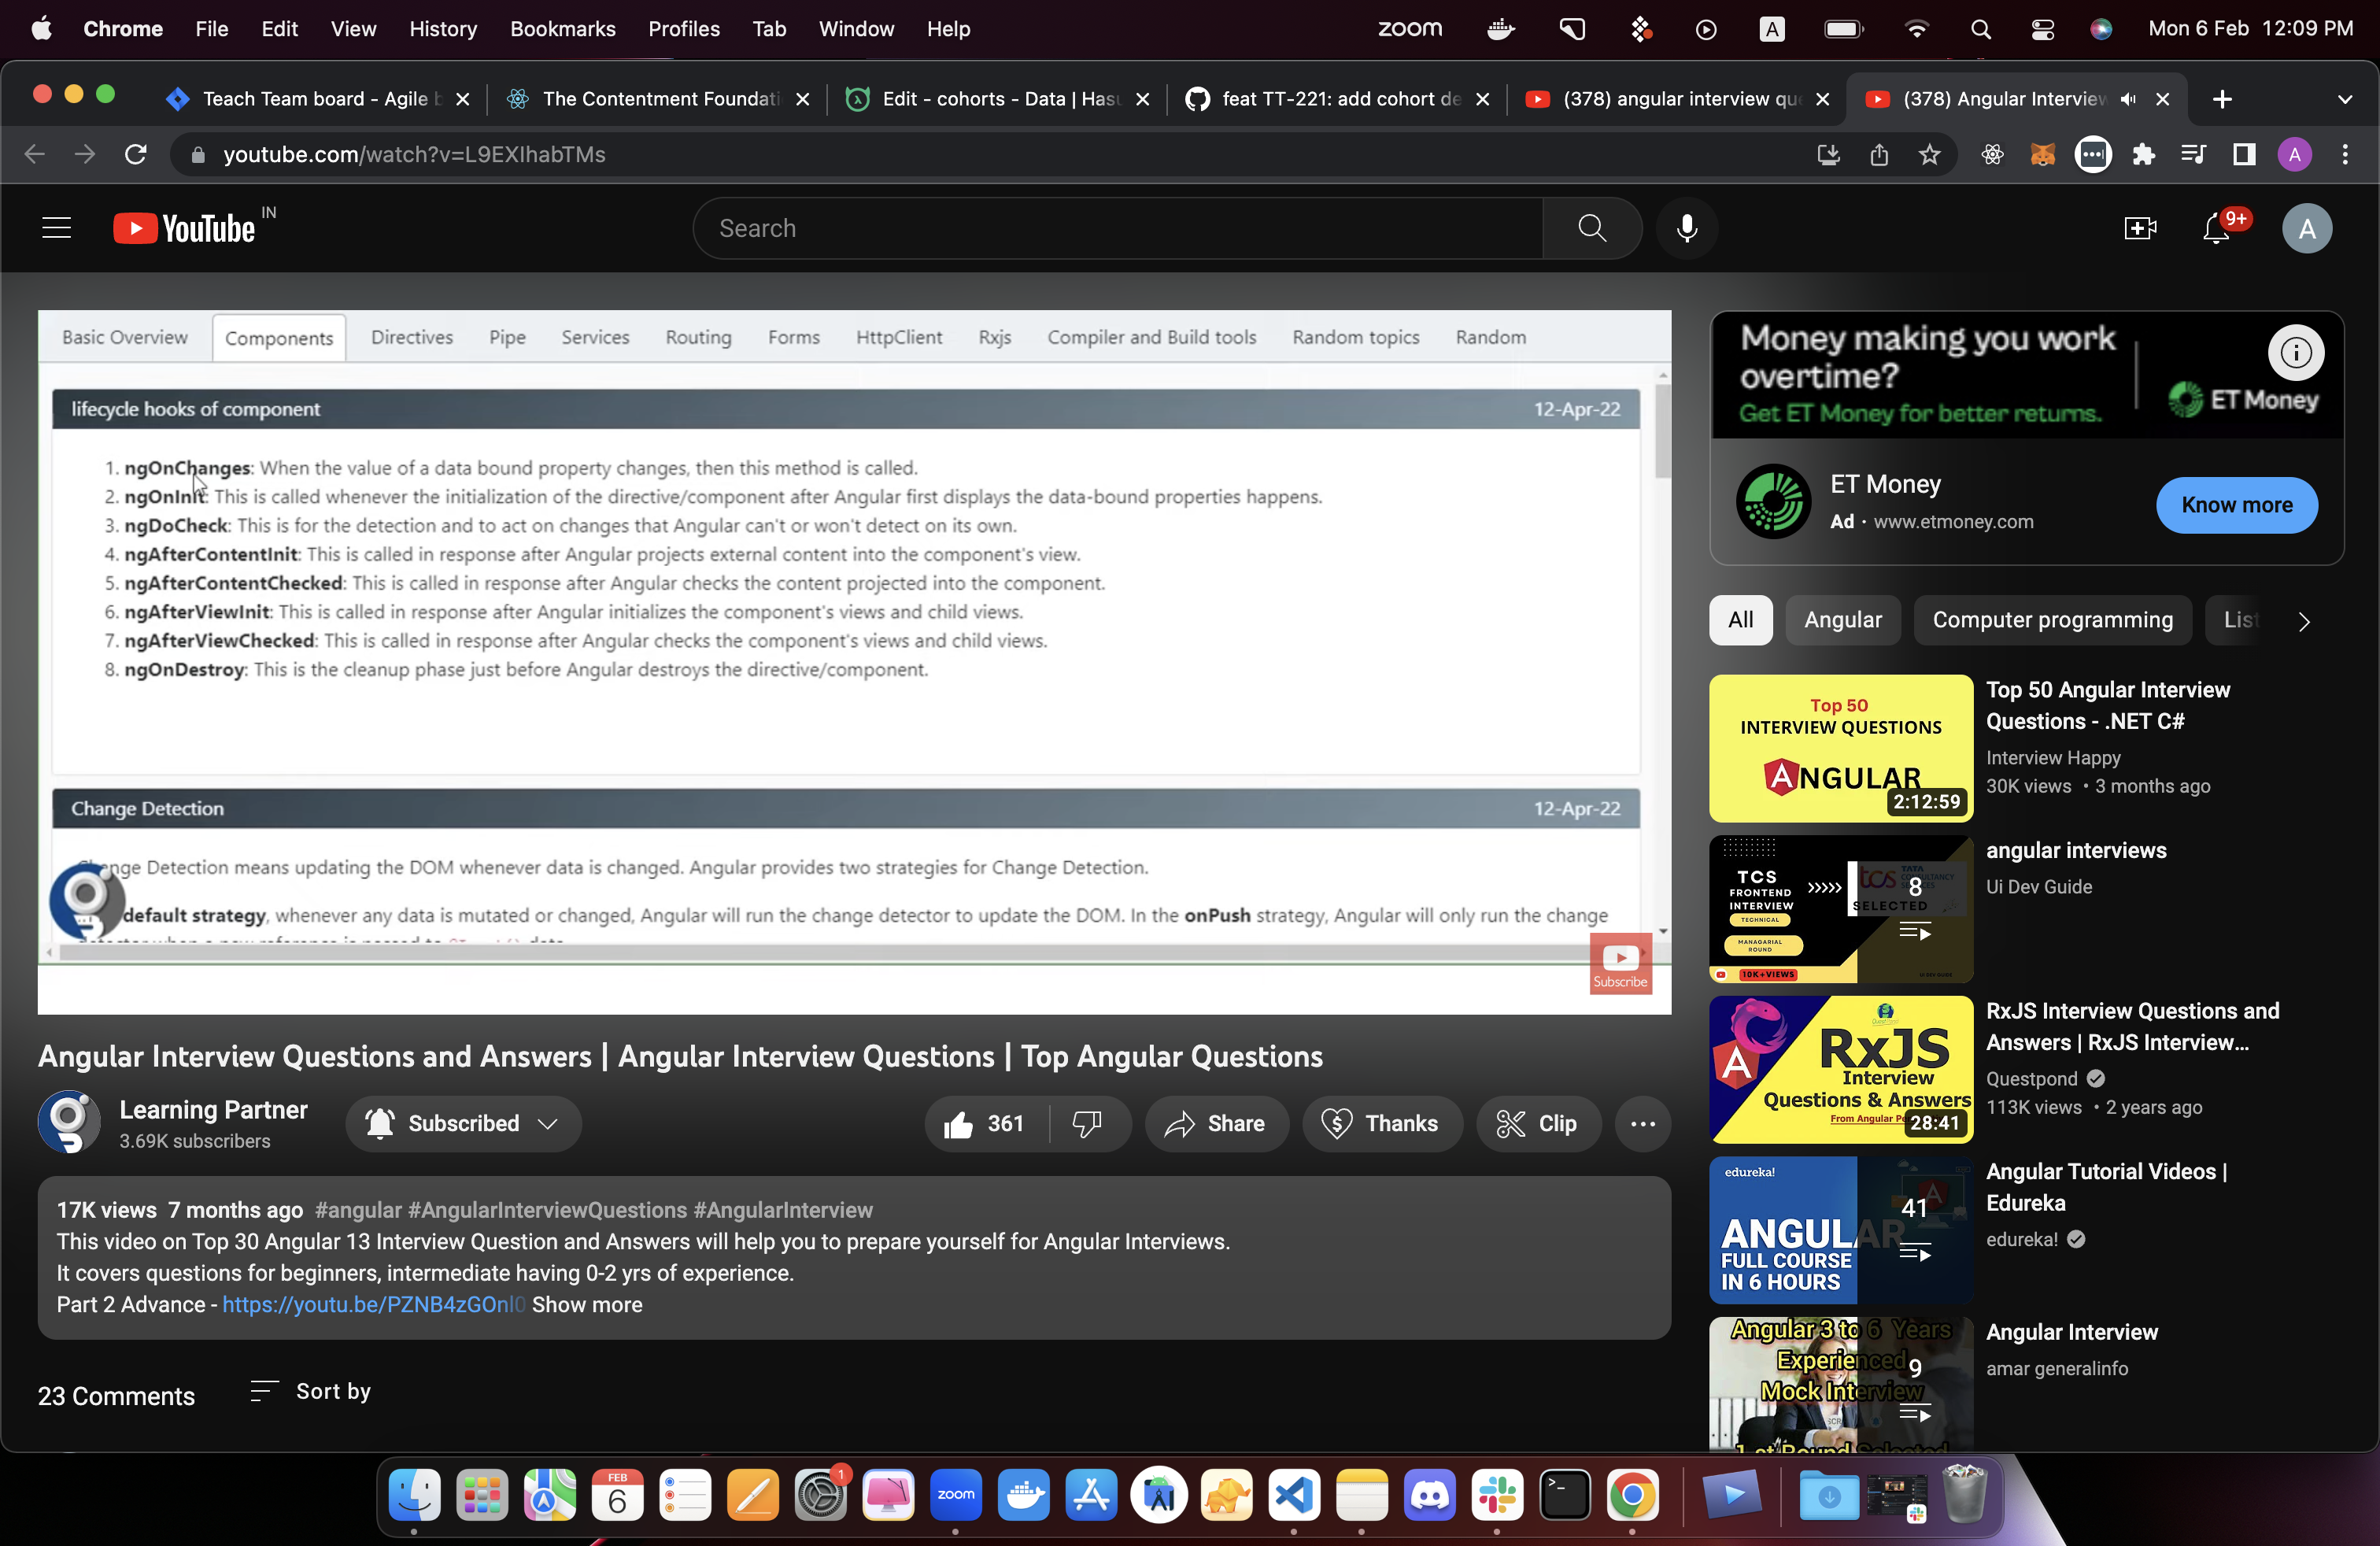 Chrome File Edit View History Bookmarks Profiles Tab Window Help zoom A Mon 6 Feb 12:09 PM
Teach Team board - Agile b The Contentment Foundati Edit - cohorts - Data | Hasu feat TT-221: add cohort de (378) angular interview qu (378) Angular Interview
youtube.com/watch?v=L9EXIhabTMs A
YouTube IN Search 9+ A
Basic Overview Components Directives Pipe Services Routing Forms HttpClient Rxjs Compiler and Build tools Random topics Random
lifecycle hooks of component 12-Apr-22
1. ngOnChanges: When the value of a data bound property changes, then this method is called.
2. ngOnInit: This is called whenever the initialization of the directive/component after Angular first displays the data-bound properties happens.
3. ngDoCheck: This is for the detection and to act on changes that Angular can't or won't detect on its own.
4. ngAfterContentInit: This is called in response after Angular projects external content into the component's view.
5. ngAfterContentChecked: This is called in response after Angular checks the content projected into the component.
6. ngAfterViewInit: This is called in response after Angular initializes the component's views and child views.
7. ngAfterViewChecked: This is called in response after Angular checks the component's views and child views.
8. ngOnDestroy: This is the cleanup phase just before Angular destroys the directive/component.
Change Detection 12-Apr-22
Change Detection means updating the DOM whenever data is changed. Angular provides two strategies for Change Detection.
default strategy, whenever any data is mutated or changed, Angular will run the change detector to update the DOM. In the onPush strategy, Angular will only run the change
Subscribe
Angular Interview Questions and Answers | Angular Interview Questions | Top Angular Questions
Learning Partner
3.69K subscribers
Subscribed 361 Share Thanks Clip
17K views 7 months ago #angular #AngularInterviewQuestions #AngularInterview
This video on Top 30 Angular 13 Interview Question and Answers will help you to prepare yourself for Angular Interviews.
It covers questions for beginners, intermediate having 0-2 yrs of experience.
Part 2 Advance - https://youtu.be/PZNB4zGOnl0 Show more
23 Comments Sort by
Money making you work
overtime?
Get ET Money for better returns.
ET Money
ET Money
Ad · www.etmoney.com
Know more
All Angular Computer programming List
Top 50
INTERVIEW QUESTIONS
ANGULAR
2:12:59
Top 50 Angular Interview
Questions - .NET C#
Interview Happy
30K views • 3 months ago
TCS
FRONTEND
INTERVIEW
TECHNICAL
MANAGARIAL
ROUND
10K+VIEWS
tcs TATA
SELECTED
8
UI DEV GUIDE
angular interviews
Ui Dev Guide
RxJS
Interview
Questions & Answers
28:41
RxJS Interview Questions and
Answers | RxJS Interview...
Questpond
113K views • 2 years ago
edureka!
ANGULAR
FULL COURSE
IN 6 HOURS
41
Angular Tutorial Videos |
Edureka
edureka!
Angular 3 to 6 Years
Experienced
Mock Interview
1 st Round Selected
9
Angular Interview
amar generalinfo
FEB
6
1
zoom